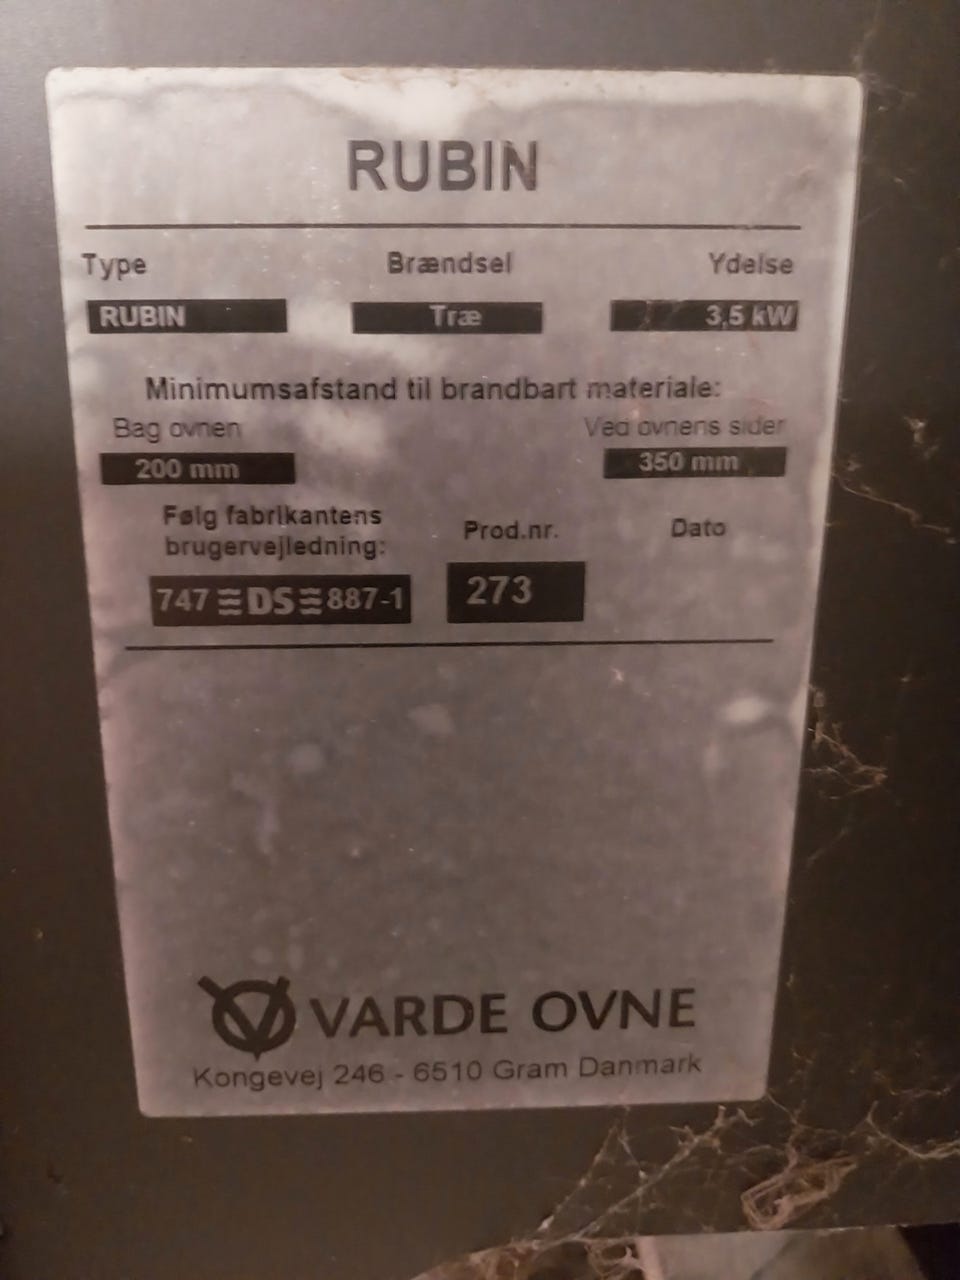 RUBIN
Type Brændsel Ydelse
RUBIN Træ 3,5 kW
Minimumsafstand til brandbart materiale:
Bag ovnen Ved ovnens sider
200 mm 350 mm
Følg fabrikantens
brugervejledning: Prod.nr. Dato
747 DS 887-1 273
VARDE OVNE
Kongevej 246 - 6510 Gram Danmark